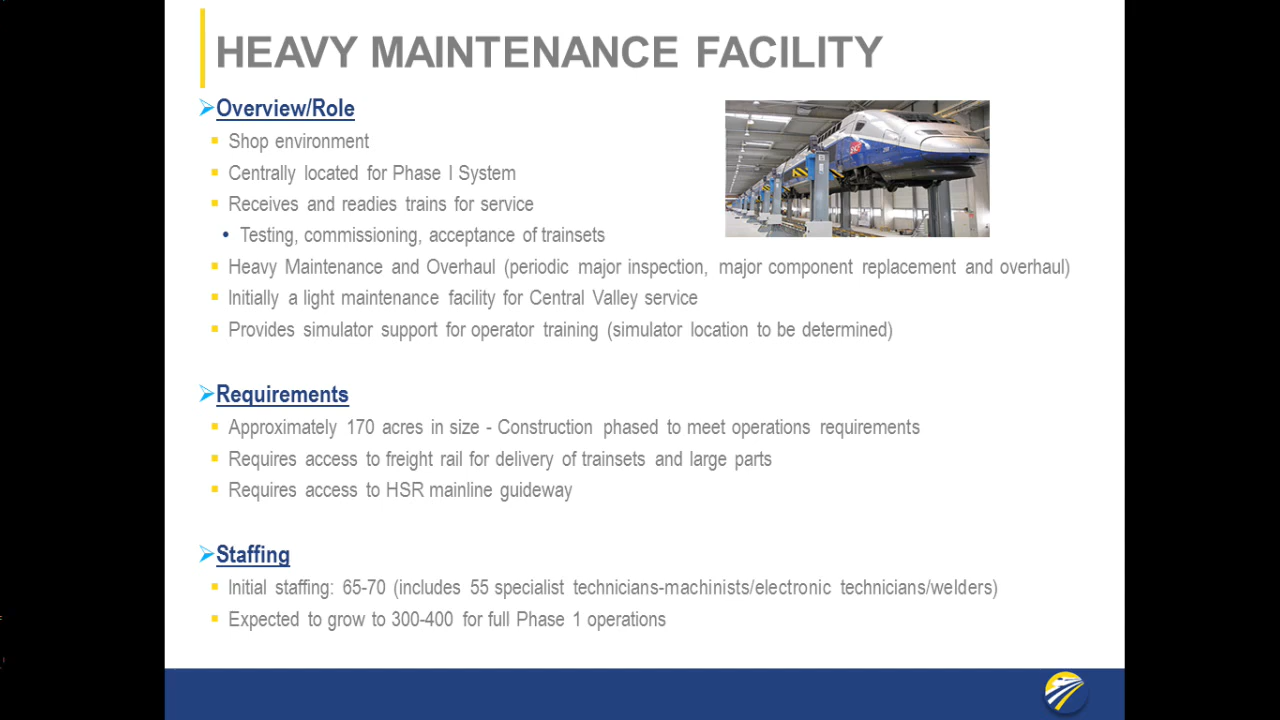 HEAVY MAINTENANCE FACILITY
Overview/Role
Shop environment
Centrally located for Phase I System
Receives and readies trains for service
Testing, commissioning, acceptance of trainsets
Heavy Maintenance and Overhaul (periodic major inspection, major component replacement and overhaul)
Initially a light maintenance facility for Central Valley service
Provides simulator support for operator training (simulator location to be determined)
Requirements
Approximately 170 acres in size - Construction phased to meet operations requirements
Requires access to freight rail for delivery of trainsets and large parts
Requires access to HSR mainline guideway
Staffing
Initial staffing: 65-70 (includes 55 specialist technicians-machinists/electronic technicians/welders)
Expected to grow to 300-400 for full Phase 1 operations